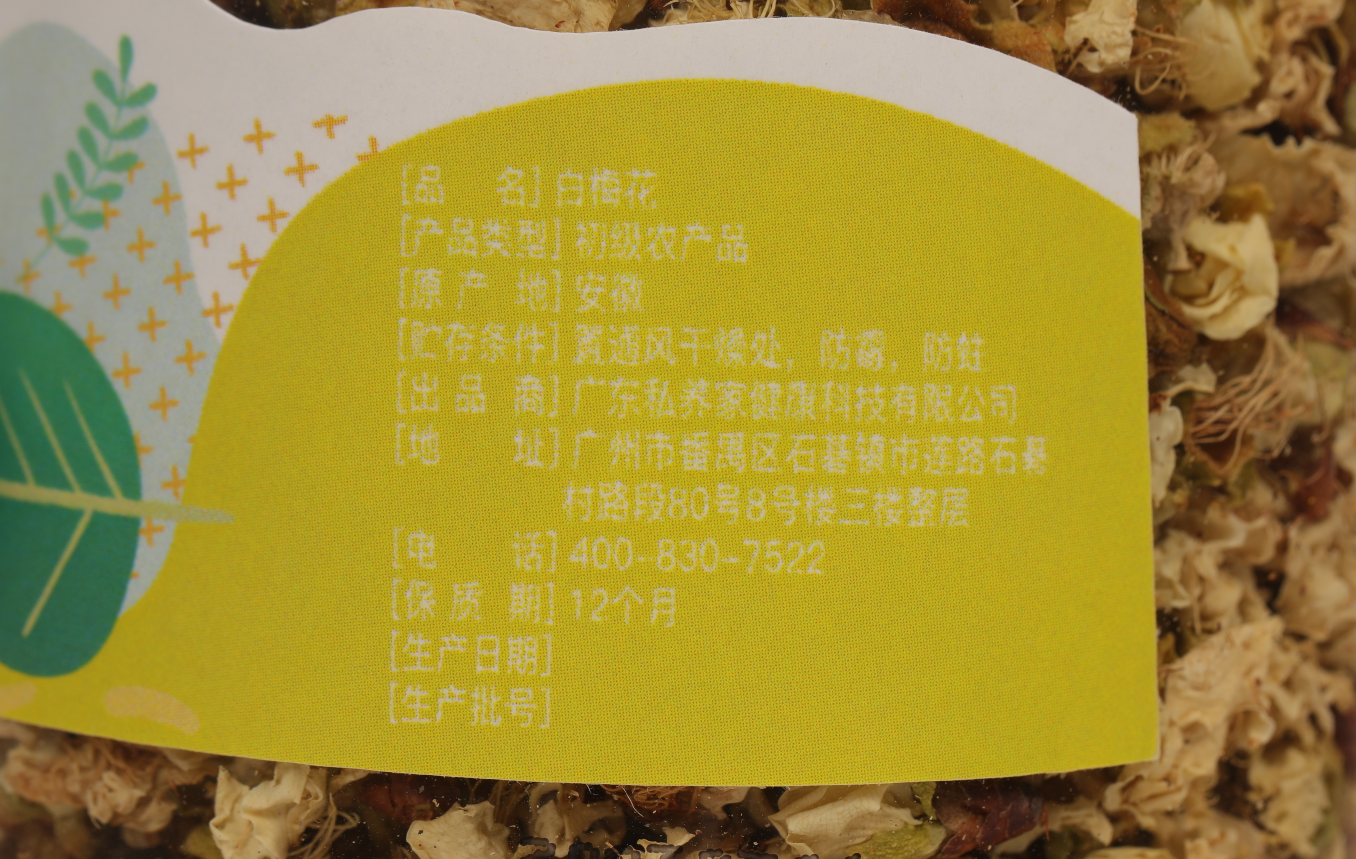 [品 名] 白梅花
[产品类型] 初级农产品
[原 产 地] 安徽
[贮存条件] 置通风干燥处，防霉，防蛀
[出 品 商] 广东私养家健康科技有限公司
[地 址] 广州市番禺区石碁镇市莲路石碁
村路段80号8号楼三楼整层
[电 话] 400-830-7522
[保 质 期] 12个月
[生产日期]
[生产批号]